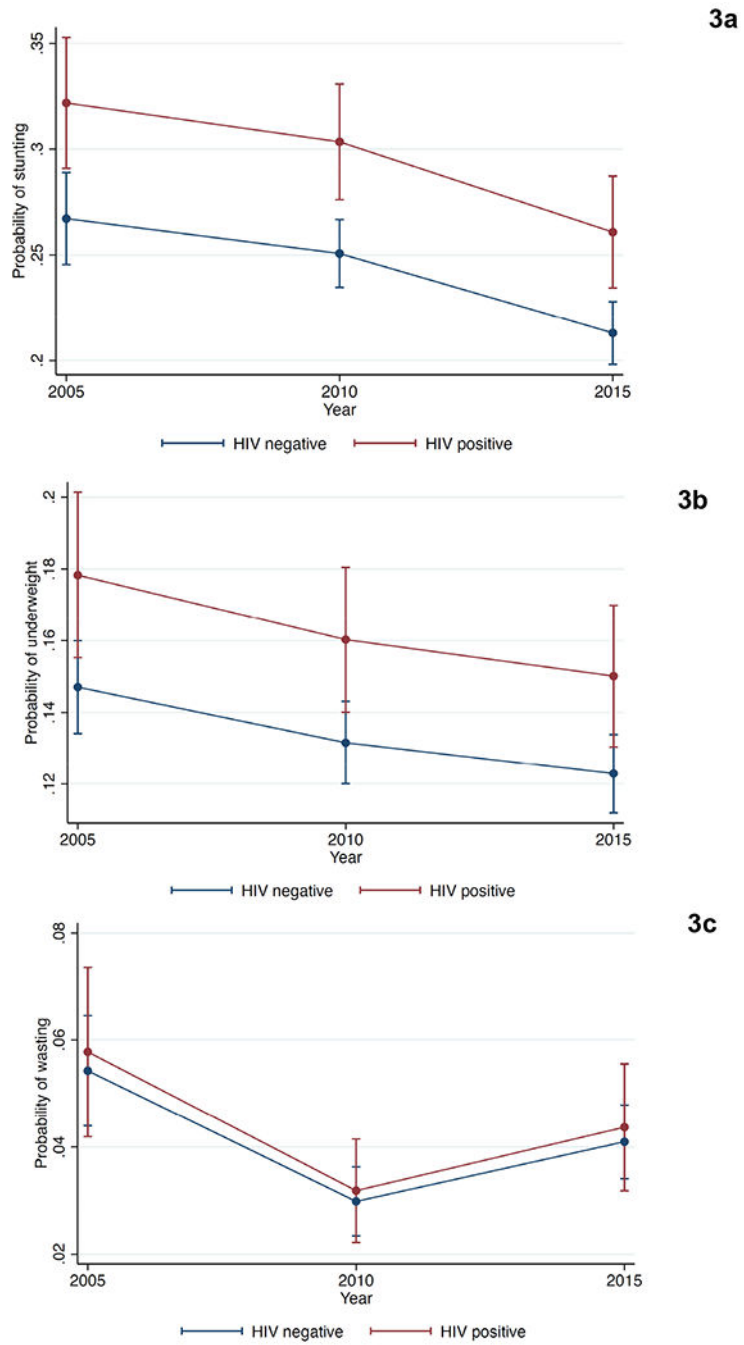 3a
Probability of stunting
.35
.3
.25
.2
2005 2010 2015
Year
HIV negative HIV positive
3b
Probability of underweight
.2
.18
.16
.14
.12
2005 2010 2015
Year
HIV negative HIV positive
3c
Probability of wasting
.08
.06
.04
.02
2005 2010 2015
Year
HIV negative HIV positive